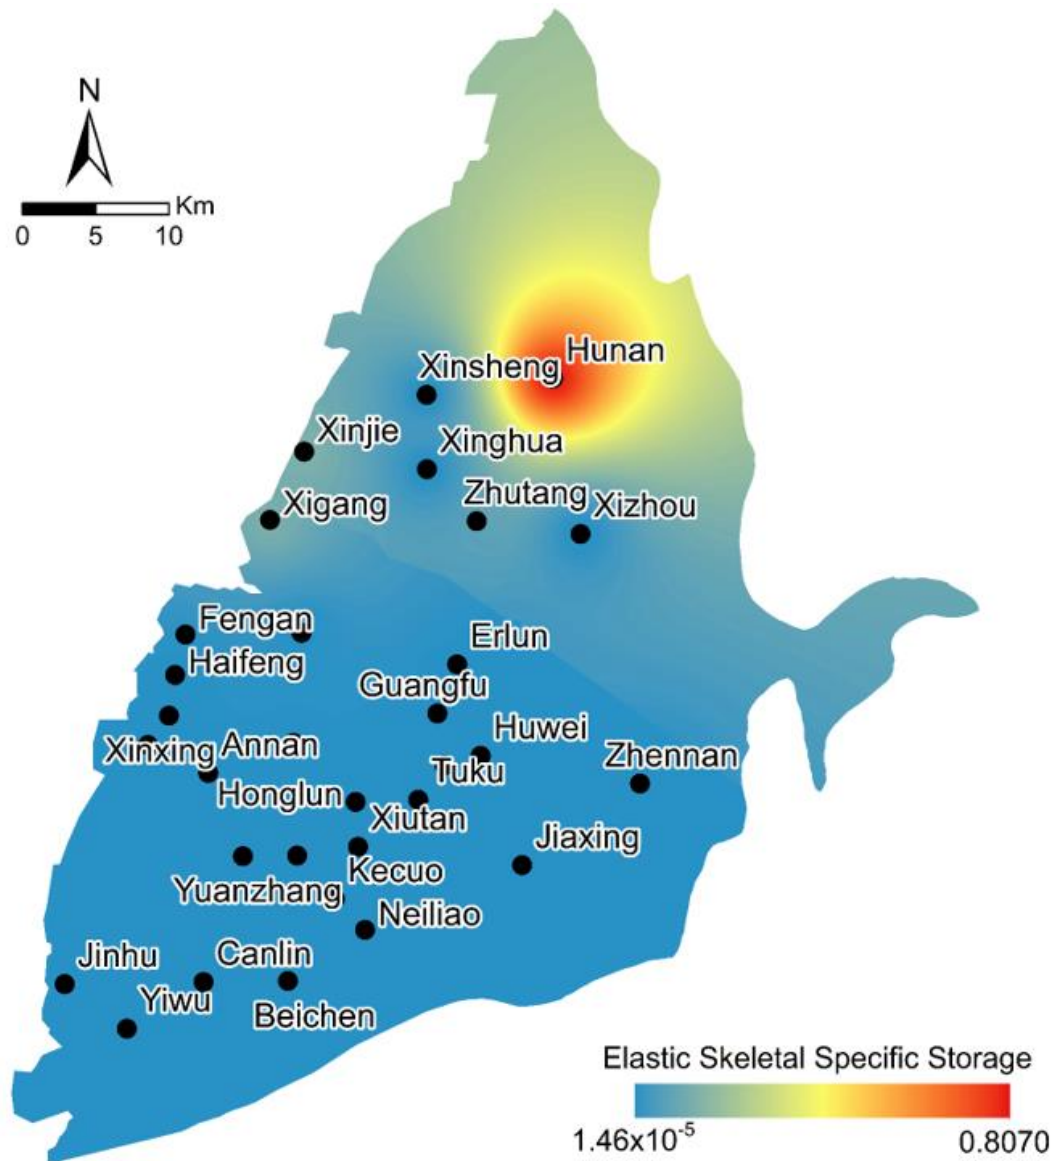 N
Km
0 5 10
Hunan
Xinsheng
Xinjie
Xinghua
Xigang
Zhutang
Xizhou
Fengan
Erlun
Haifeng
Guangfu
Huwei
Xinxing
Annan
Zhennan
Tuku
Honglun
Xiutan
Jiaxing
Kecuo
Yuanzhang
Neiliao
Jinhu
Canlin
Yiwu
Beichen
Elastic Skeletal Specific Storage
1.46x10⁻⁵ 0.8070